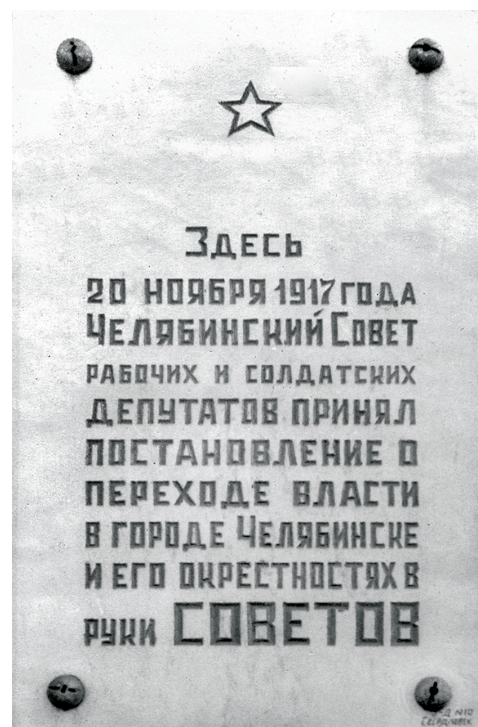 Здесь
20 ноября 1917 года
Челябинский Совет
рабочих и солдатских
депутатов принял
постановление о
переходе власти
в городе Челябинске
и его окрестностях в
руки СОВЕТОВ